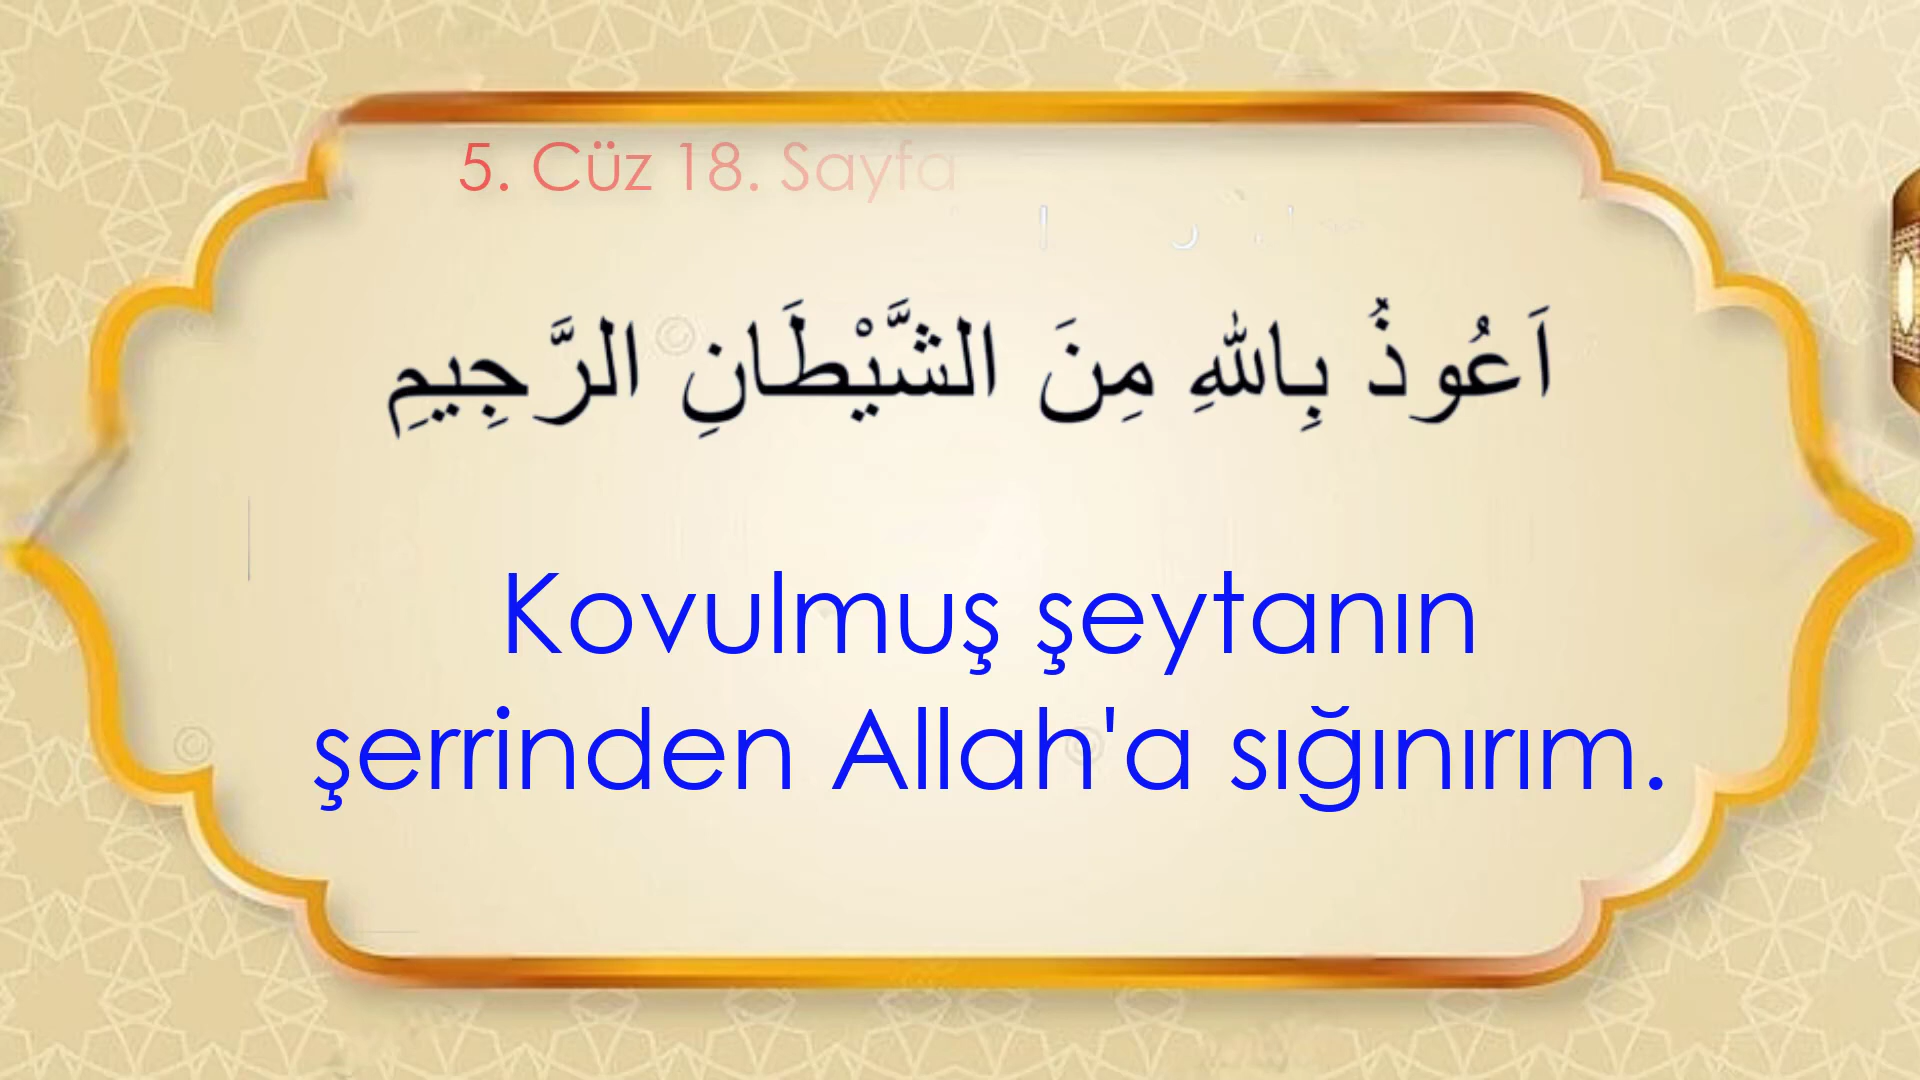 5. Cüz 18. Sayfa
اَعُوذُ بِاللّٰهِ مِنَ الشَّيْطَانِ الرَّجِيمِ
Kovulmuş şeytanın
şerrinden Allah'a sığınırım.